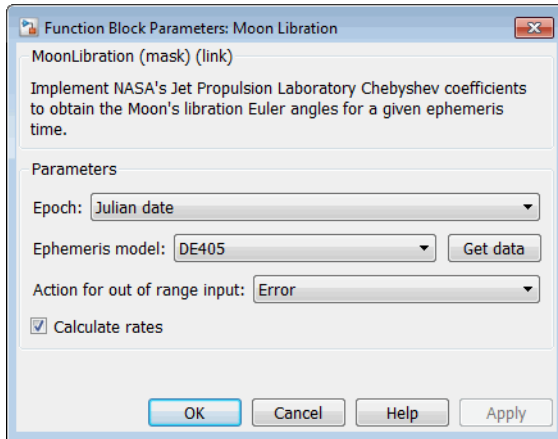 Function Block Parameters: Moon Libration
MoonLibration (mask) (link)
Implement NASA's Jet Propulsion Laboratory Chebyshev coefficients
to obtain the Moon's libration Euler angles for a given ephemeris
time.
Parameters
Epoch: Julian date
Ephemeris model: DE405 Get data
Action for out of range input: Error
Calculate rates
OK Cancel Help Apply